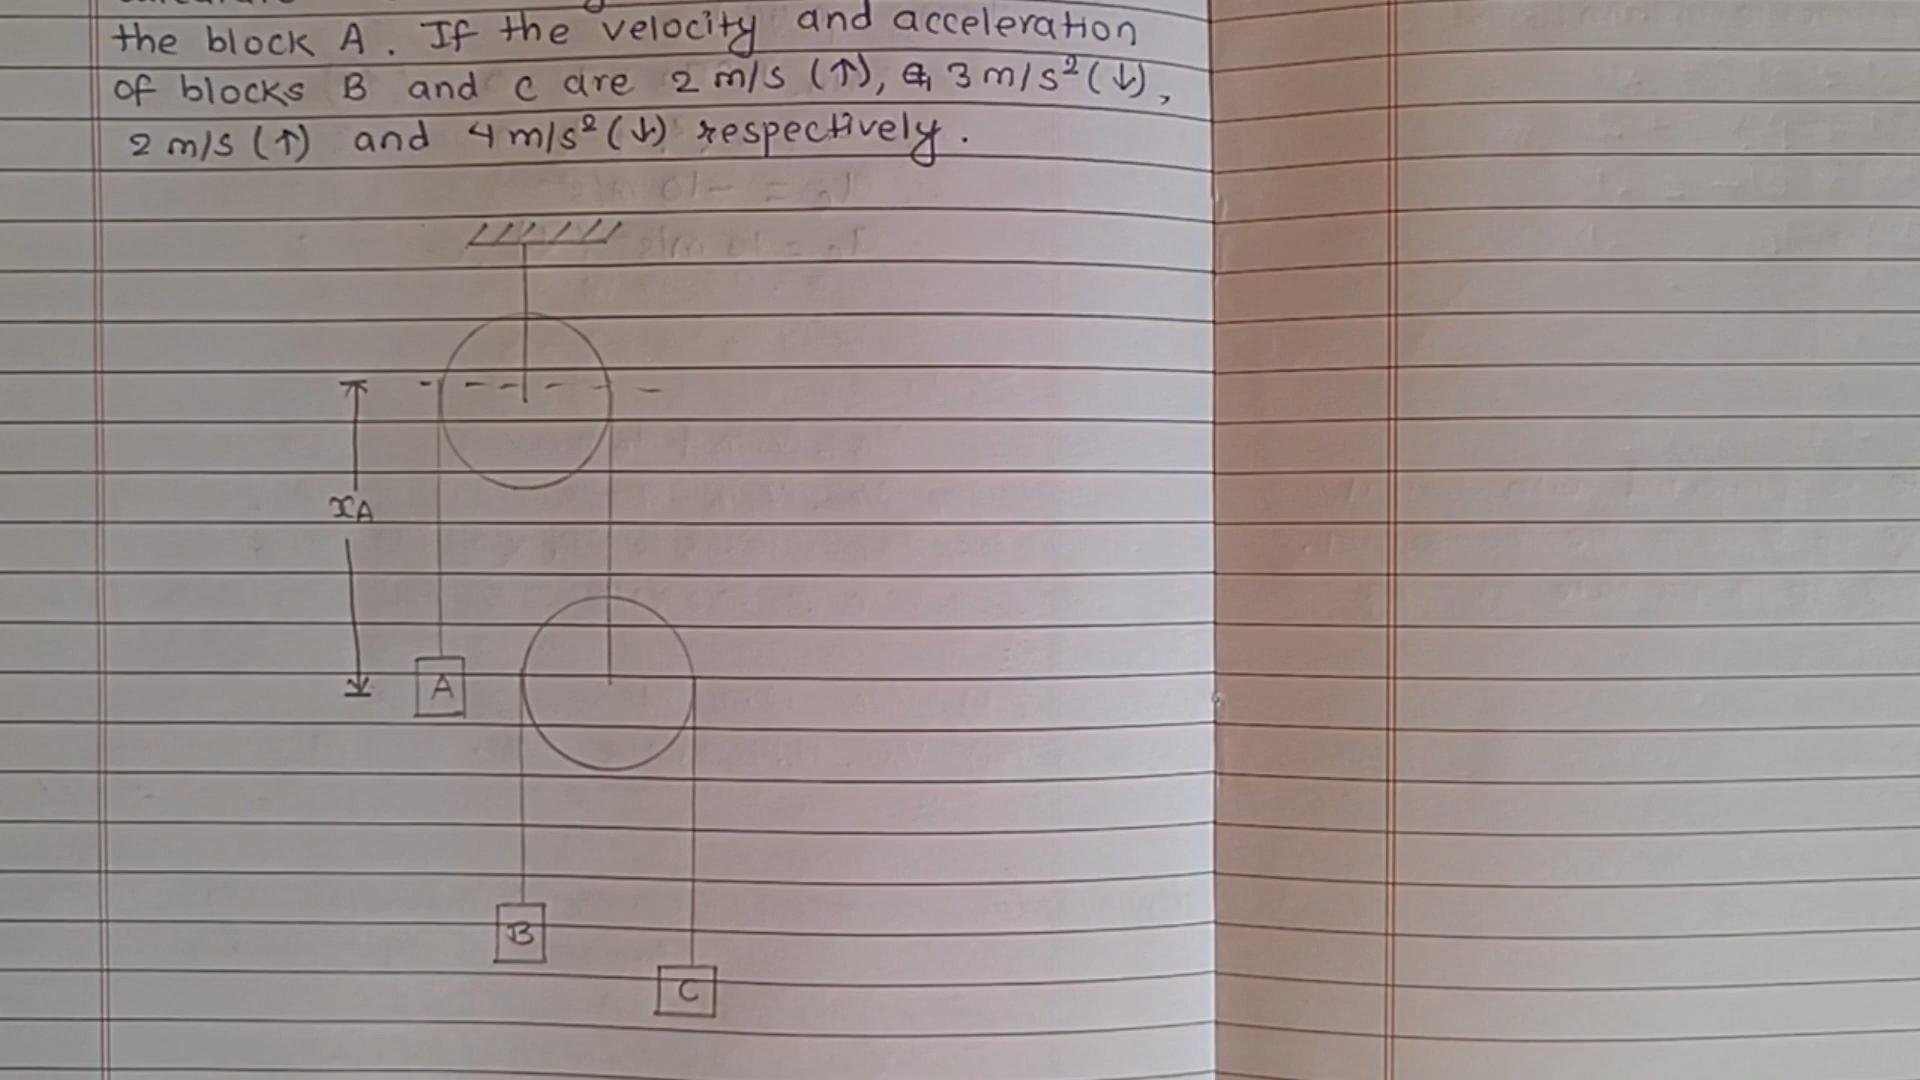 the block A. If the velocity and acceleration
of blocks B and C are 2 m/s (↑), 3 m/s² (↓),
2 m/s (↑) and 4 m/s² (↓) respectively.
xA
A
B
C